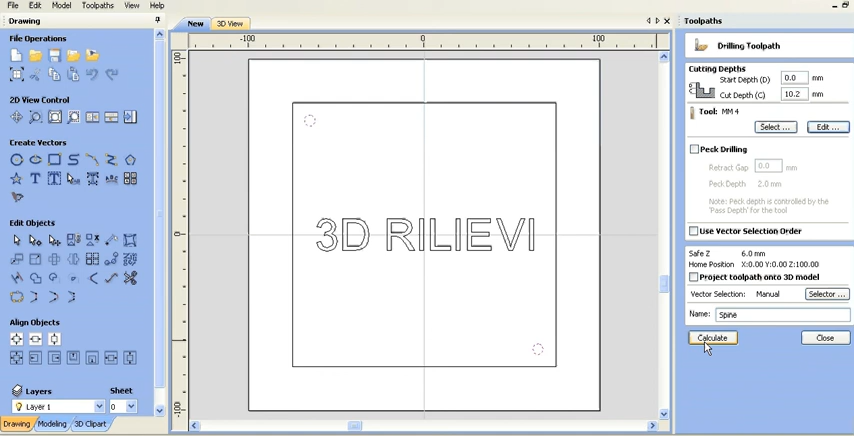 File Edit Model Toolpaths View Help
Drawing
New 3D View
Toolpaths
File Operations
2D View Control
Create Vectors
Edit Objects
Align Objects
Layers Sheet
Layer 1 0
Drawing Modeling 3D Clipart
-100 0 100
100
0
-100
3D RILIEVI
Drilling Toolpath
Cutting Depths
Start Depth (D) 0.0 mm
Cut Depth (C) 10.2 mm
Tool: MM 4
Select ... Edit ...
Peck Drilling
Retract Gap 0.0 mm
Peck Depth 2.0 mm
Note: Peck depth is controlled by the
'Pass Depth' for the tool
Use Vector Selection Order
Safe Z 6.0 mm
Home Position X:0.00 Y:0.00 Z:100.00
Project toolpath onto 3D model
Vector Selection: Manual Selector ...
Name: Spine
Calculate Close